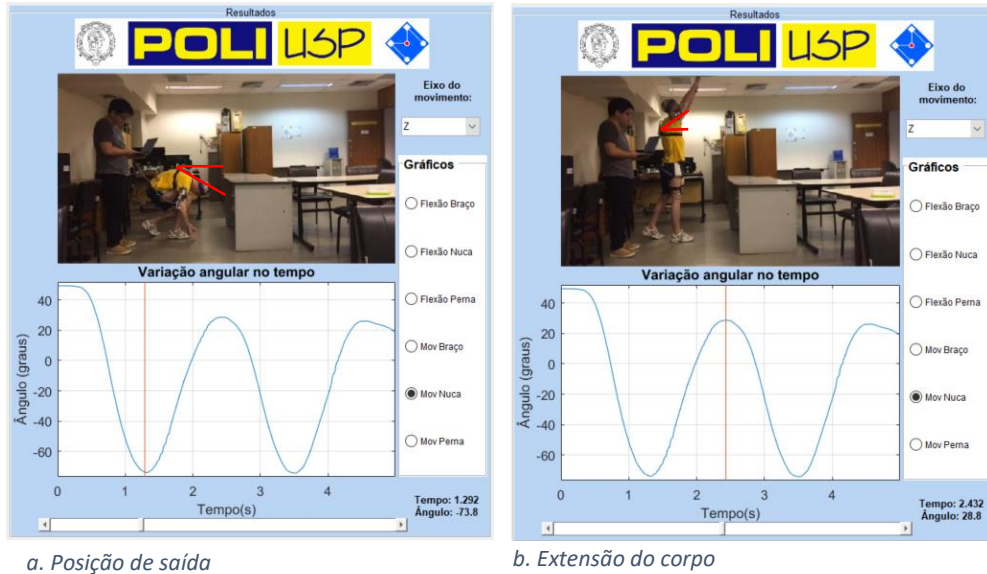 Resultados
POLI USP
Eixo do
movimento:
Z
Gráficos
Flexão Braço
Flexão Nuca
Flexão Perna
Mov Braço
Mov Nuca
Mov Perna
Variação angular no tempo
Ângulo (graus)
40
20
0
-20
-40
-60
0 1 2 3 4
Tempo(s)
Tempo: 1.292
Ângulo: -73.8
a. Posição de saída
Resultados
POLI USP
Eixo do
movimento:
Z
Gráficos
Flexão Braço
Flexão Nuca
Flexão Perna
Mov Braço
Mov Nuca
Mov Perna
Variação angular no tempo
Ângulo (graus)
40
20
0
-20
-40
-60
0 1 2 3 4
Tempo(s)
Tempo: 2.432
Ângulo: 28.8
b. Extensão do corpo